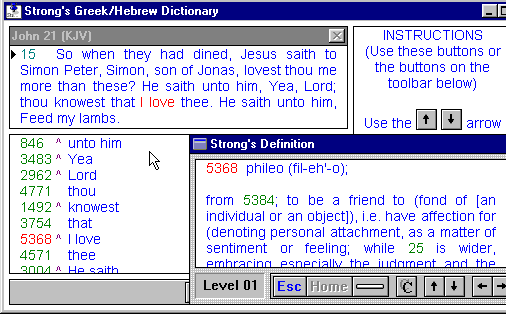 Strong's Greek/Hebrew Dictionary
John 21 (KJV)
15 So when they had dined, Jesus saith to
Simon Peter, Simon, son of Jonas, lovest thou me
more than these? He saith unto him, Yea, Lord;
thou knowest that I love thee. He saith unto him,
Feed my lambs.
INSTRUCTIONS
(Use these buttons or
the buttons on the
toolbar below)
Use the ↑ ↓ arrow
846 ^ unto him
3483 ^ Yea
2962 ^ Lord
4771 thou
1492 ^ knowest
3754 that
5368 ^ I love
4571 thee
3004 ^ He saith
Strong's Definition
5368 phileo (fil-eh'-o);
from 5384; to be a friend to (fond of [an
individual or an object]), i.e. have affection for
(denoting personal attachment, as a matter of
sentiment or feeling; while 25 is wider,
embracing especially the judgment and the
Level 01 Esc Home C ↑ ↓ ← →